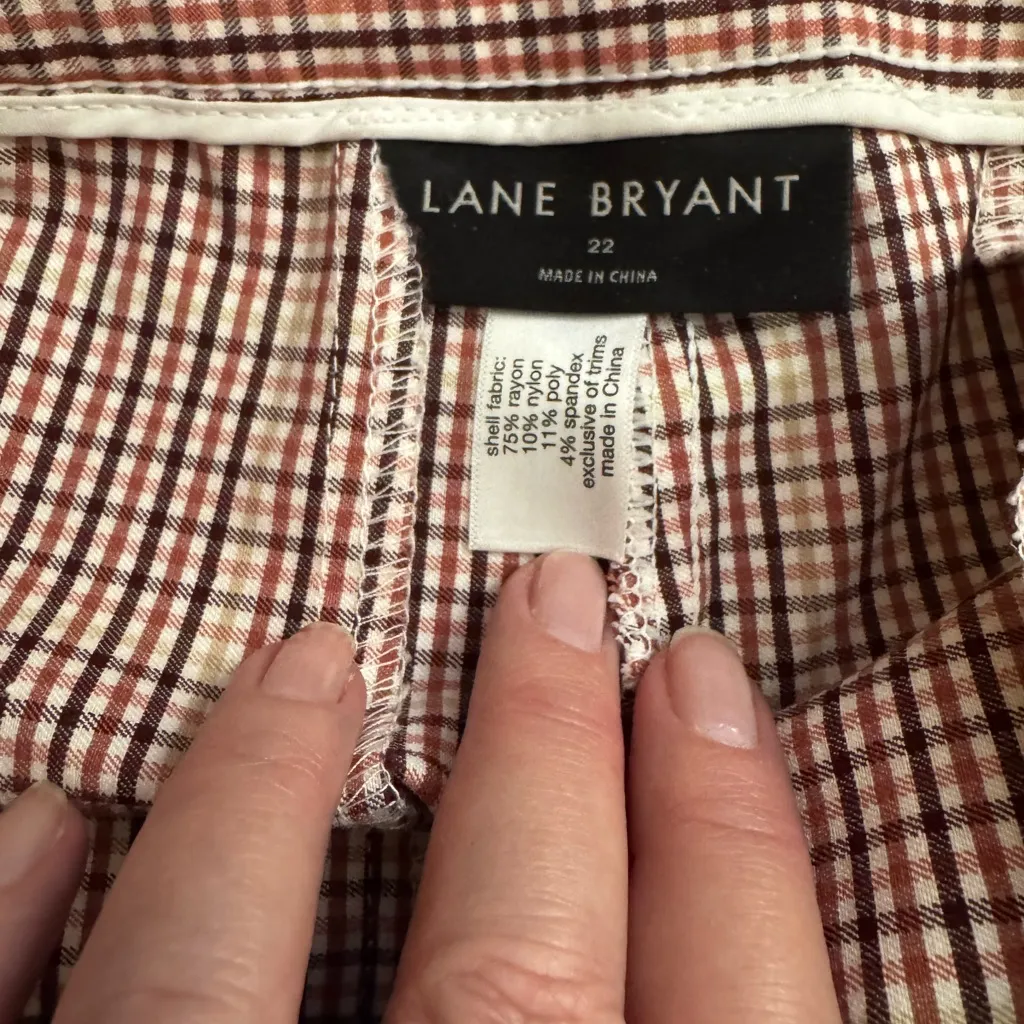 LANE BRYANT
22
MADE IN CHINA
shell fabric:
75% rayon
10% nylon
11% poly
4% spandex
exclusive of trims
made in China